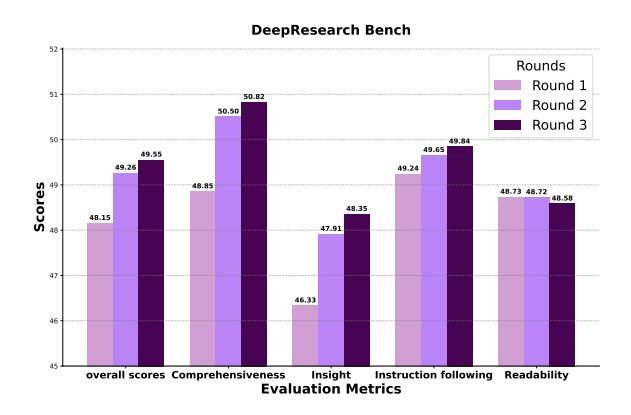 DeepResearch Bench
52
51
50
49
48
47
46
45
Scores
Rounds
Round 1
Round 2
Round 3
48.15
49.26
49.55
48.85
50.50
50.82
46.33
47.91
48.35
49.24
49.65
49.84
48.73
48.72
48.58
overall scores
Comprehensiveness
Insight
Instruction following
Readability
Evaluation Metrics